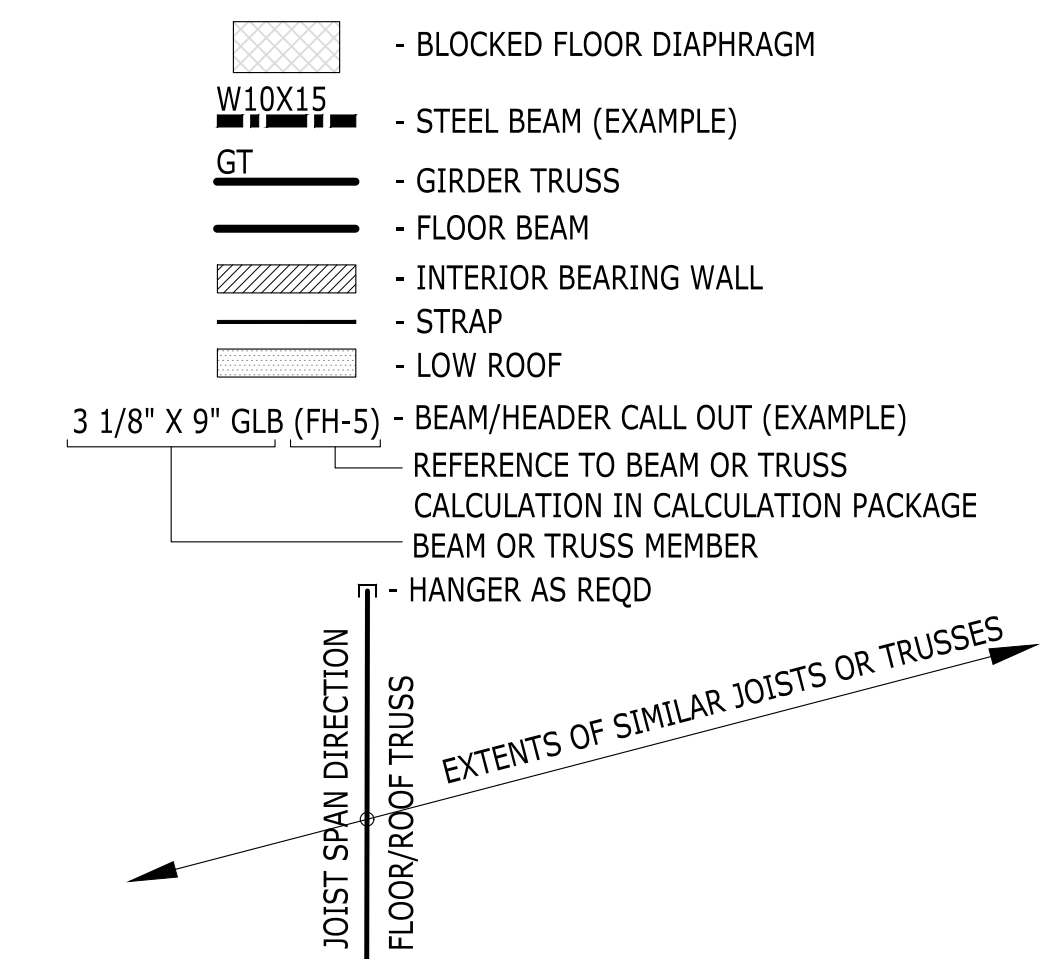 - BLOCKED FLOOR DIAPHRAGM
W10X15
- STEEL BEAM (EXAMPLE)
GT
- GIRDER TRUSS
- FLOOR BEAM
- INTERIOR BEARING WALL
- STRAP
- LOW ROOF
3 1/8" X 9" GLB (FH-5) - BEAM/HEADER CALL OUT (EXAMPLE)
REFERENCE TO BEAM OR TRUSS
CALCULATION IN CALCULATION PACKAGE
BEAM OR TRUSS MEMBER
- HANGER AS REQD
JOIST SPAN DIRECTION
FLOOR/ROOF TRUSS
EXTENTS OF SIMILAR JOISTS OR TRUSSES